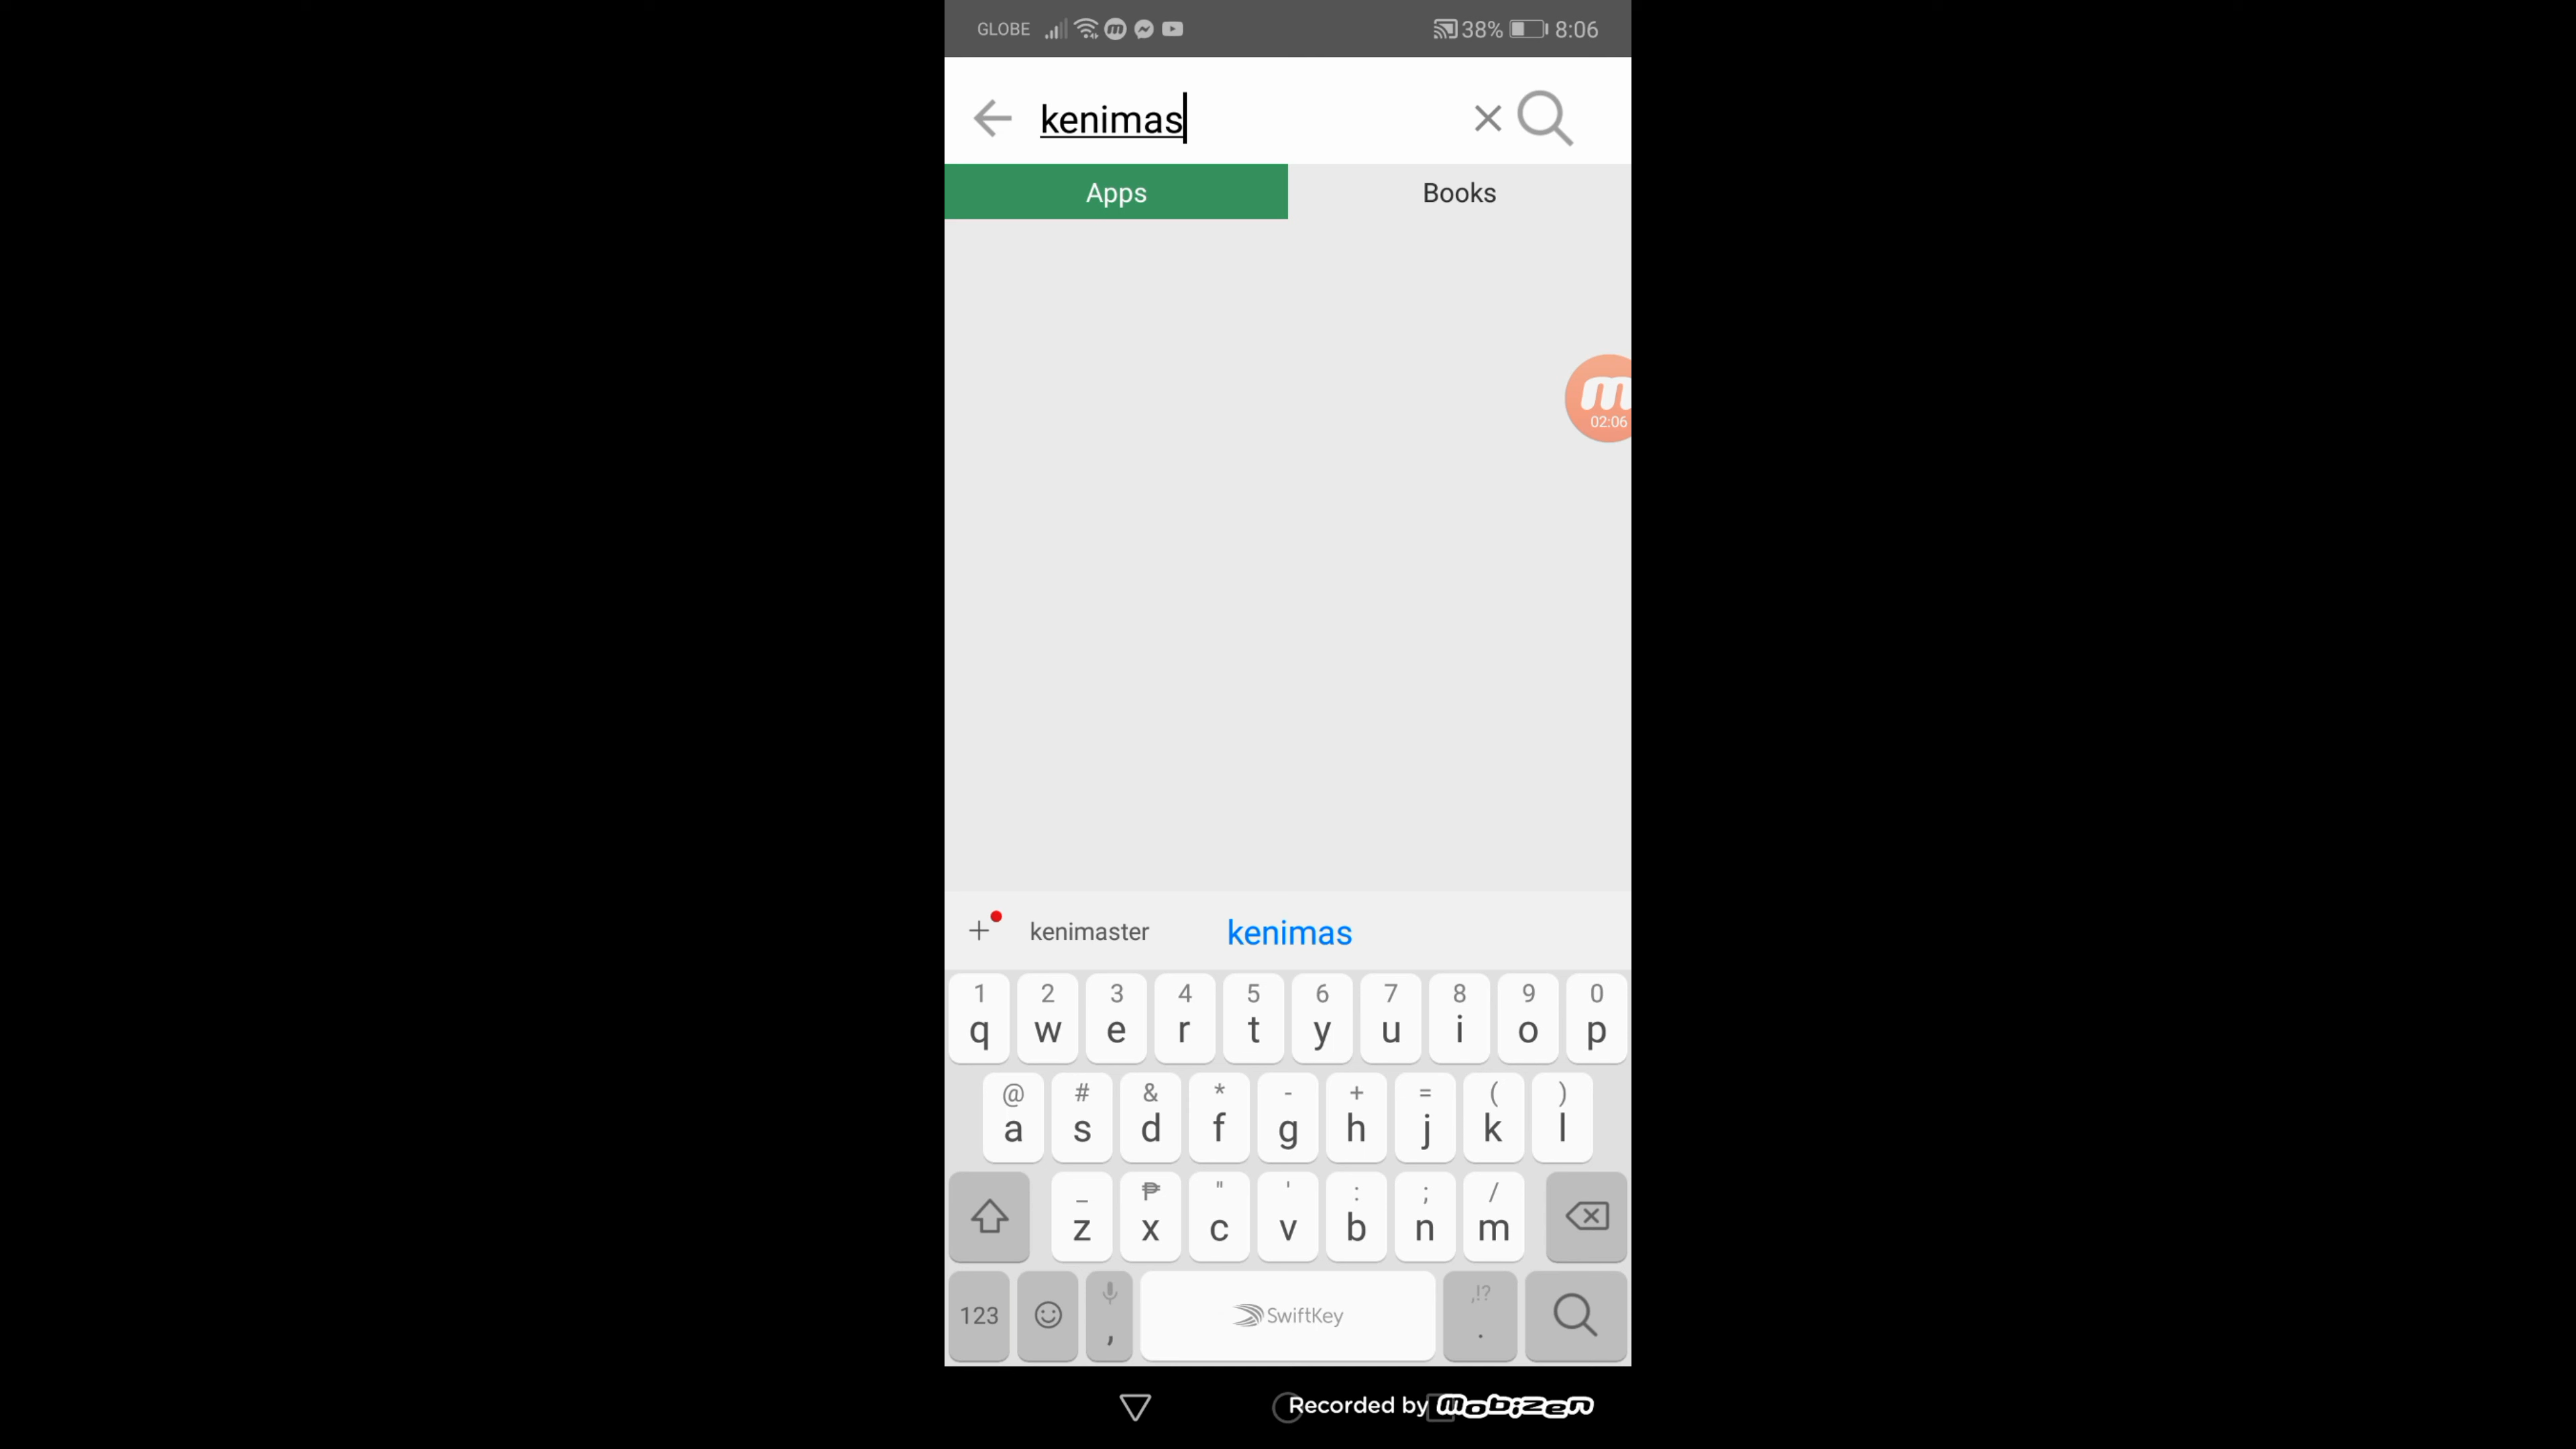 GLOBE 38% 8:06
kenimas
Apps Books
m
02:06
+ kenimaster kenimas
1 2 3 4 5 6 7 8 9 0
q w e r t y u i o p
@ # & * - + = ( )
a s d f g h j k l
_ ₱ " ' : ; /
z x c v b n m
,!?
123 , SwiftKey .
Recorded by Mobizen